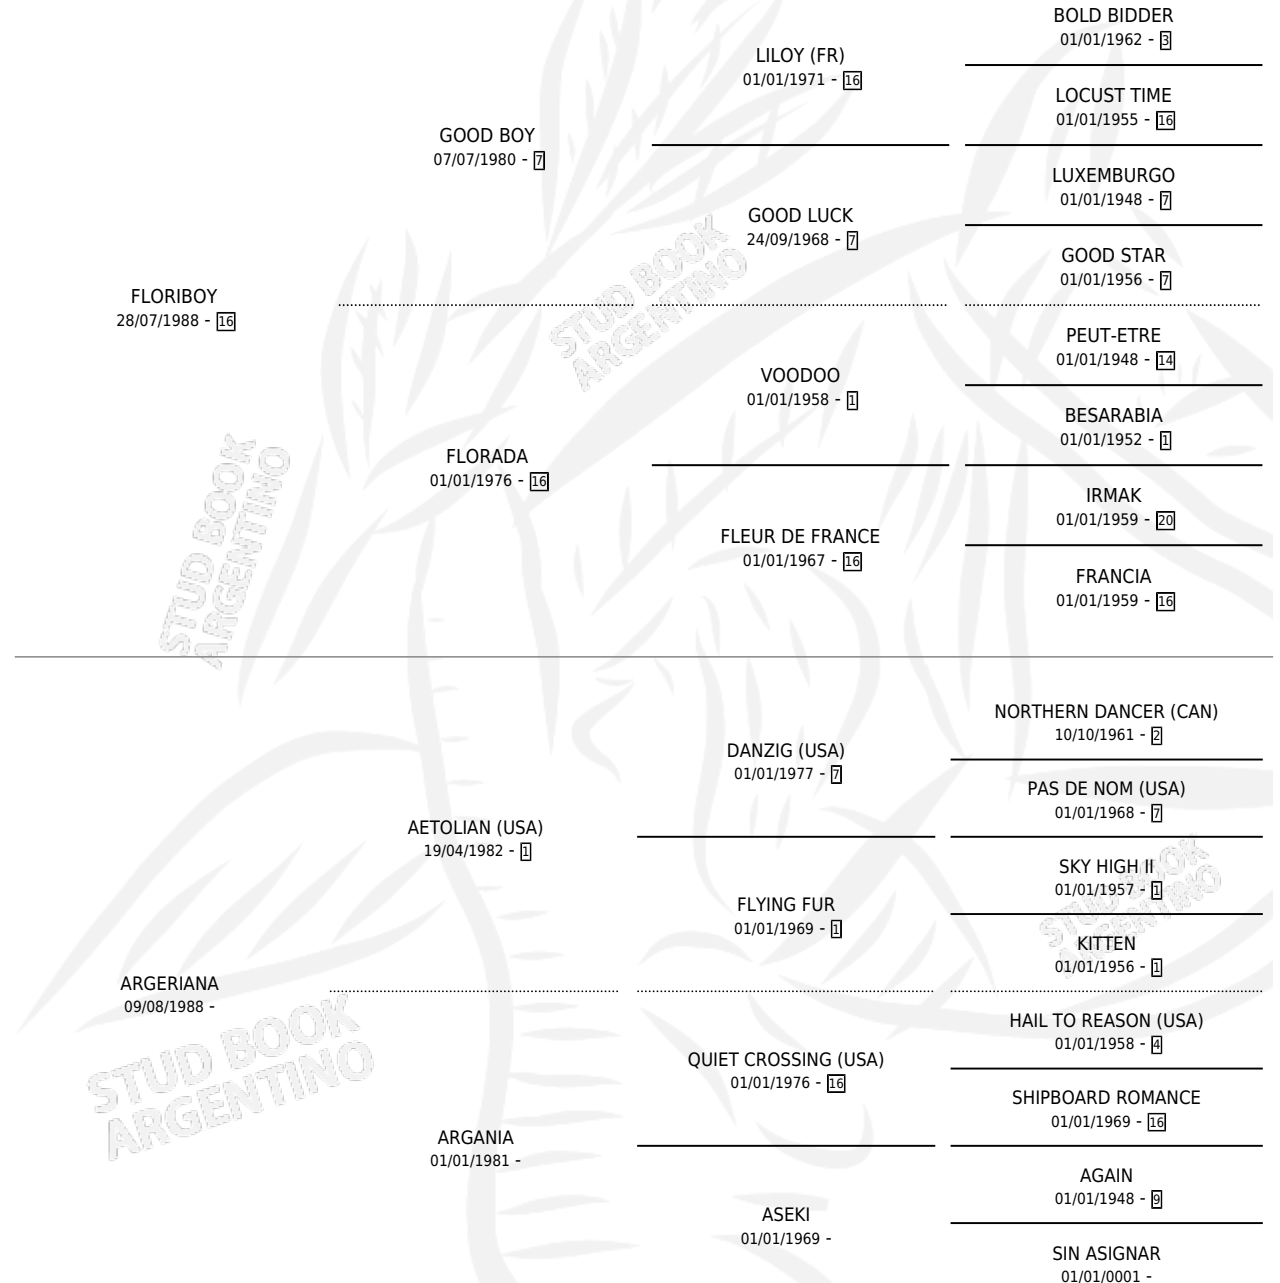 BOLD BIDDER
01/01/1962 - 3
LILOY (FR)
01/01/1971 - 16
LOCUST TIME
01/01/1955 - 16
GOOD BOY
07/07/1980 - 7
LUXEMBURGO
01/01/1948 - 7
GOOD LUCK
24/09/1968 - 7
GOOD STAR
01/01/1956 - 7
FLORIBOY
28/07/1988 - 16
PEUT-ETRE
01/01/1948 - 14
VOODOO
01/01/1958 - 1
BESARABIA
01/01/1952 - 1
FLORADA
01/01/1976 - 16
IRMAK
01/01/1959 - 20
FLEUR DE FRANCE
01/01/1967 - 16
FRANCIA
01/01/1959 - 16
STUD BOOK
ARGENTINO
STUD BOOK
ARGENTINO
NORTHERN DANCER (CAN)
10/10/1961 - 2
DANZIG (USA)
01/01/1977 - 7
PAS DE NOM (USA)
01/01/1968 - 7
AETOLIAN (USA)
19/04/1982 - 1
SKY HIGH II
01/01/1957 - 1
FLYING FUR
01/01/1969 - 1
KITTEN
01/01/1956 - 1
STUD BOOK
ARGENTINO
ARGERIANA
09/08/1988 -
HAIL TO REASON (USA)
01/01/1958 - 4
QUIET CROSSING (USA)
01/01/1976 - 16
SHIPBOARD ROMANCE
01/01/1969 - 16
STUD BOOK
ARGENTINO
ARGANIA
01/01/1981 -
AGAIN
01/01/1948 - 9
ASEKI
01/01/1969 -
SIN ASIGNAR
01/01/0001 -